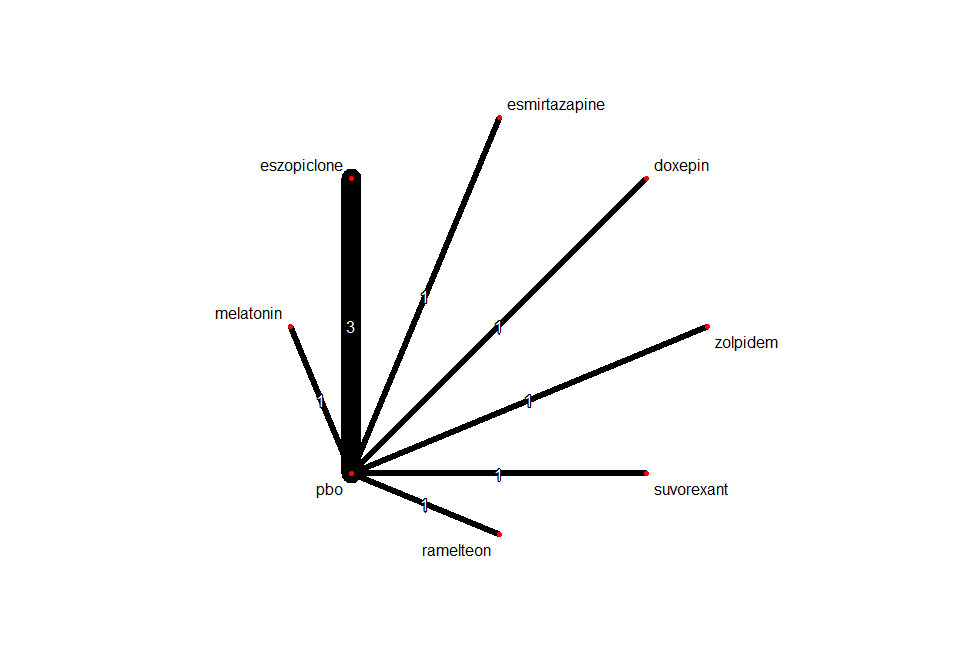 esmirtazapine
eszopiclone
doxepin
1
melatonin
3
1
zolpidem
1
1
pbo
1
suvorexant
1
ramelteon